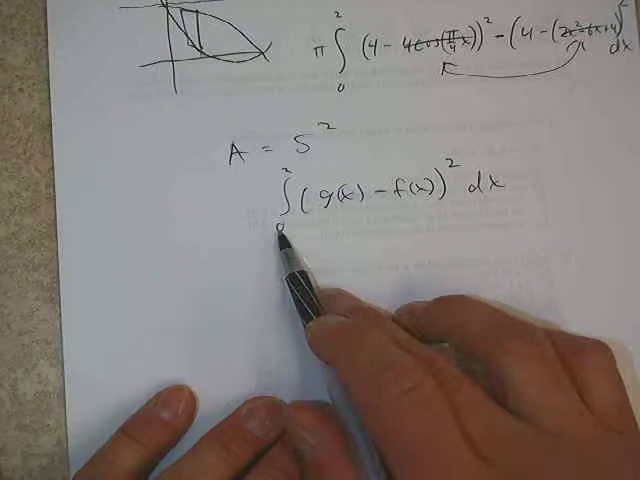 π ∫₀² (4 - 4cos(π/4 x))² - (4 - (2x²-6x+4))² dx
A = S²
∫₀² (g(x) - f(x))² dx